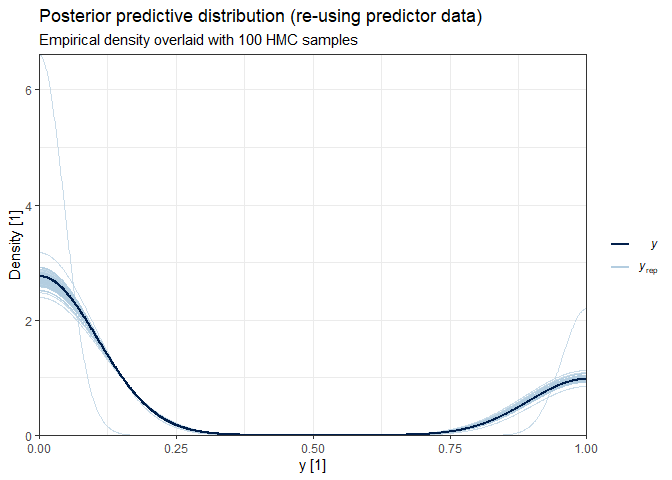 Posterior predictive distribution (re-using predictor data)
Empirical density overlaid with 100 HMC samples
6
4
2
0
Density [1]
0.00 0.25 0.50 0.75 1.00
y [1]
y
y rep